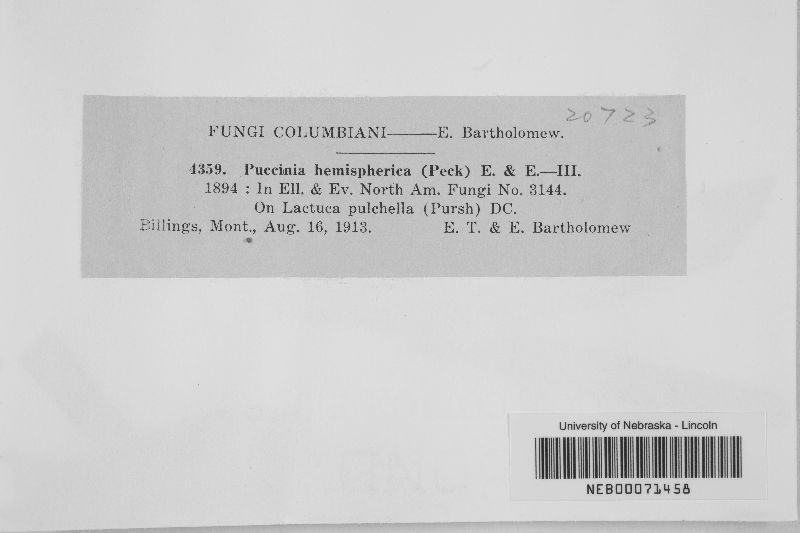 20723
FUNGI COLUMBIANI———E. Bartholomew.
4359. Puccinia hemispherica (Peck) E. & E.—III.
1894 : In Ell. & Ev. North Am. Fungi No. 3144.
On Lactuca pulchella (Pursh) DC.
Billings, Mont., Aug. 16, 1913. E. T. & E. Bartholomew
University of Nebraska - Lincoln
NEB00071458